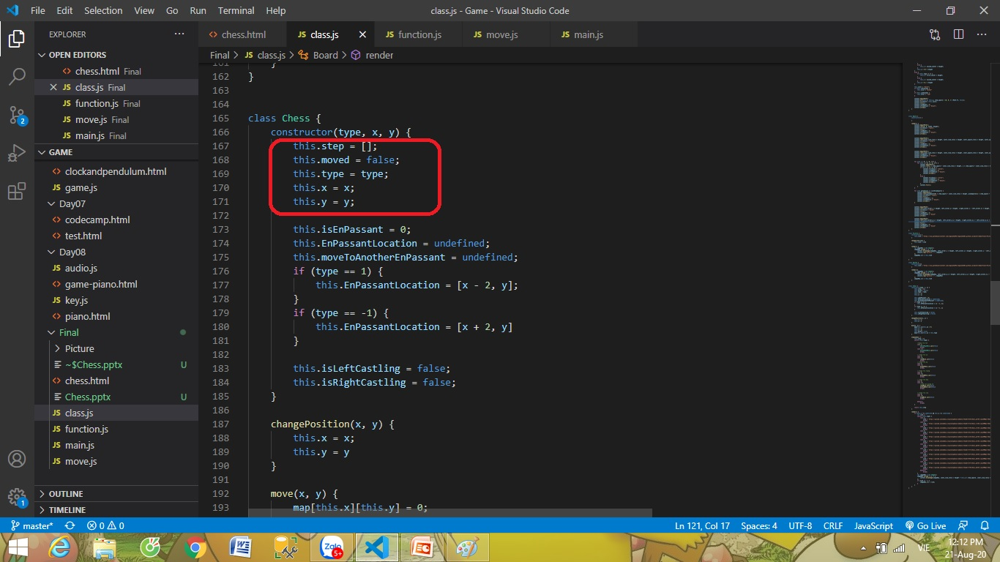 File Edit Selection View Go Run Terminal Help class.js - Game - Visual Studio Code
EXPLORER
OPEN EDITORS
chess.html Final
class.js Final
function.js Final
move.js Final
main.js Final
GAME
clockandpendulum.html
game.js
Day07
codecamp.html
test.html
Day08
audio.js
game-piano.html
key.js
piano.html
Final
Picture
~$Chess.pptx U
chess.html
Chess.pptx U
class.js
function.js
main.js
move.js
OUTLINE
TIMELINE
2
1
chess.html class.js function.js move.js main.js
Final > class.js > Board > render
161 }
162 }
163
164
165 class Chess {
166 constructor(type, x, y) {
167 this.step = [];
168 this.moved = false;
169 this.type = type;
170 this.x = x;
171 this.y = y;
172
173 this.isEnPassant = 0;
174 this.EnPassantLocation = undefined;
175 this.moveToAnotherEnPassant = undefined;
176 if (type == 1) {
177 this.EnPassantLocation = [x - 2, y];
178 }
179 if (type == -1) {
180 this.EnPassantLocation = [x + 2, y]
181 }
182
183 this.isLeftCastling = false;
184 this.isRightCastling = false;
185 }
186
187 changePosition(x, y) {
188 this.x = x;
189 this.y = y
190 }
191
192 move(x, y) {
193 map[this.x][this.y] = 0;
master* 0 0 Ln 121, Col 17 Spaces: 4 UTF-8 CRLF JavaScript Go Live
Zalo 5+
VIE
12:12 PM
21-Aug-20